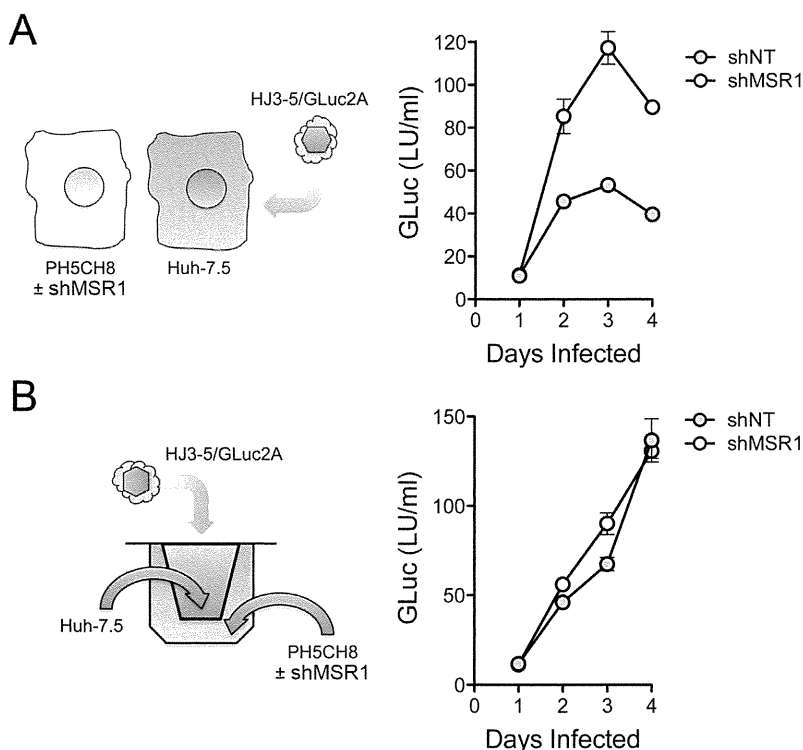 A
HJ3-5/GLuc2A
PH5CH8
± shMSR1
Huh-7.5
GLuc (LU/ml)
120
100
80
60
40
20
0
0 1 2 3 4
Days Infected
shNT
shMSR1
B
HJ3-5/GLuc2A
Huh-7.5
PH5CH8
± shMSR1
GLuc (LU/ml)
150
100
50
0
0 1 2 3 4
Days Infected
shNT
shMSR1